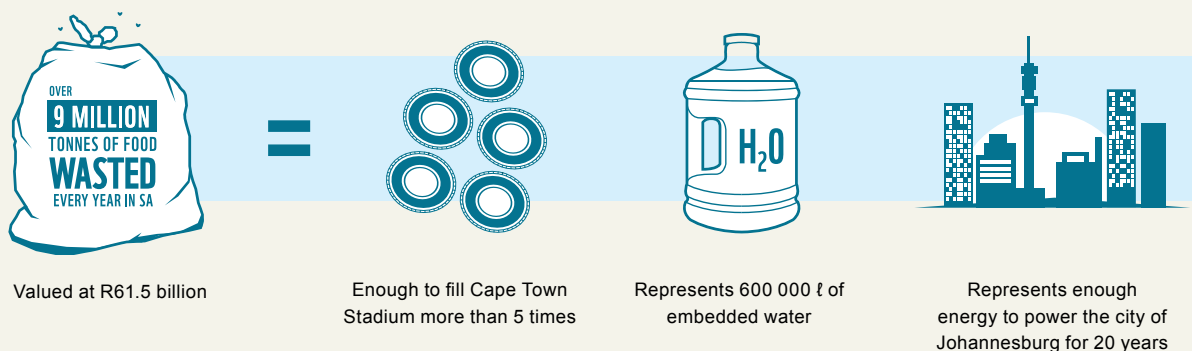 OVER
9 MILLION
TONNES OF FOOD
WASTED
EVERY YEAR IN SA
=
H₂O
Valued at R61.5 billion
Enough to fill Cape Town
Stadium more than 5 times
Represents 600 000 ℓ of
embedded water
Represents enough
energy to power the city of
Johannesburg for 20 years